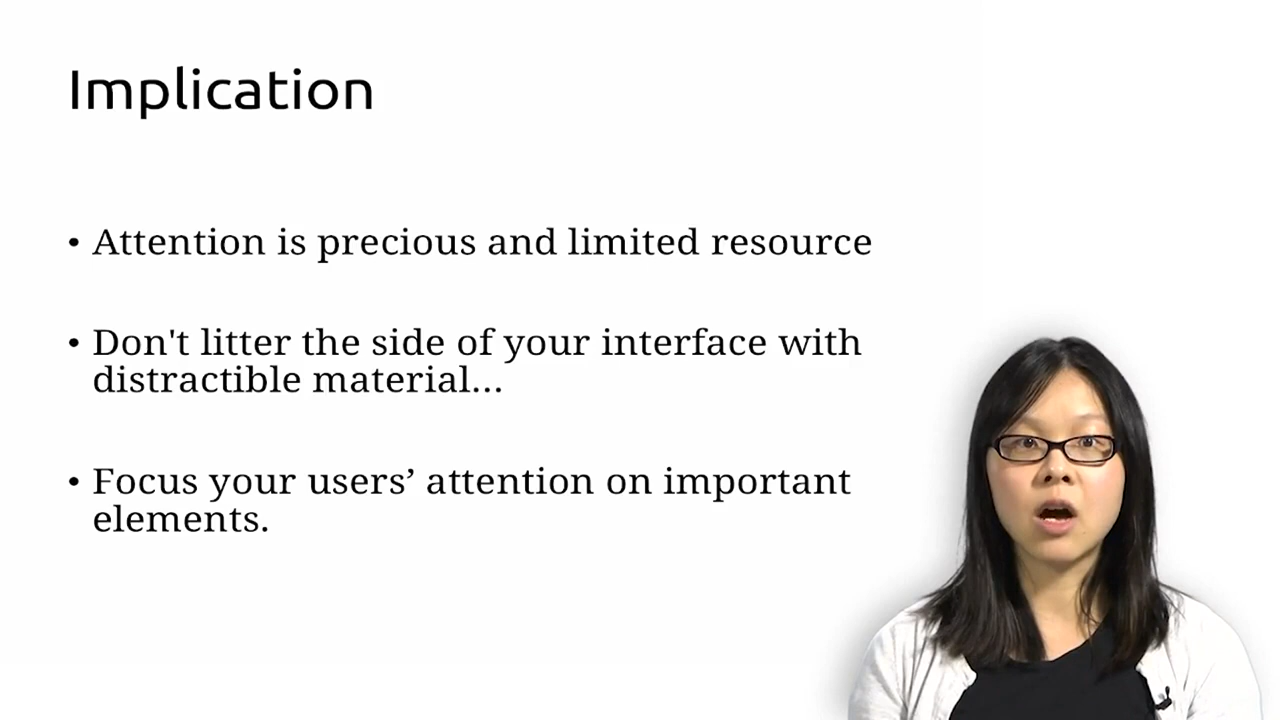 Implication
• Attention is precious and limited resource
• Don't litter the side of your interface with
distractible material...
• Focus your users’ attention on important
elements.